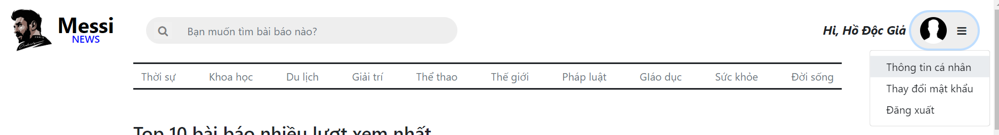 Messi
NEWS
Bạn muốn tìm bài báo nào?
Hi, Hồ Độc Giả
Thông tin cá nhân
Thay đổi mật khẩu
Đăng xuất
Thời sự Khoa học Du lịch Giải trí Thể thao Thế giới Pháp luật GIáo dục Sức khỏe Đời sống
Top 10 bài báo nhiều lượt xem nhất